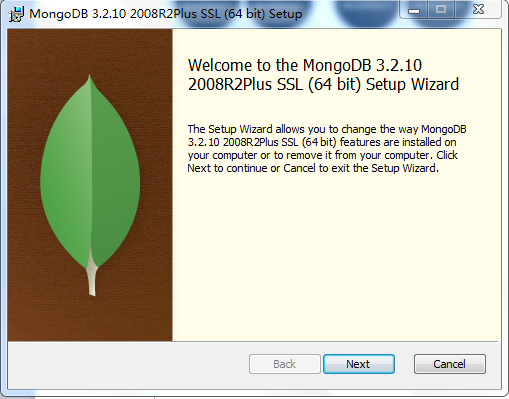 MongoDB 3.2.10 2008R2Plus SSL (64 bit) Setup
Welcome to the MongoDB 3.2.10
2008R2Plus SSL (64 bit) Setup Wizard
The Setup Wizard allows you to change the way MongoDB
3.2.10 2008R2Plus SSL (64 bit) features are installed on
your computer or to remove it from your computer. Click
Next to continue or Cancel to exit the Setup Wizard.
Back
Next
Cancel